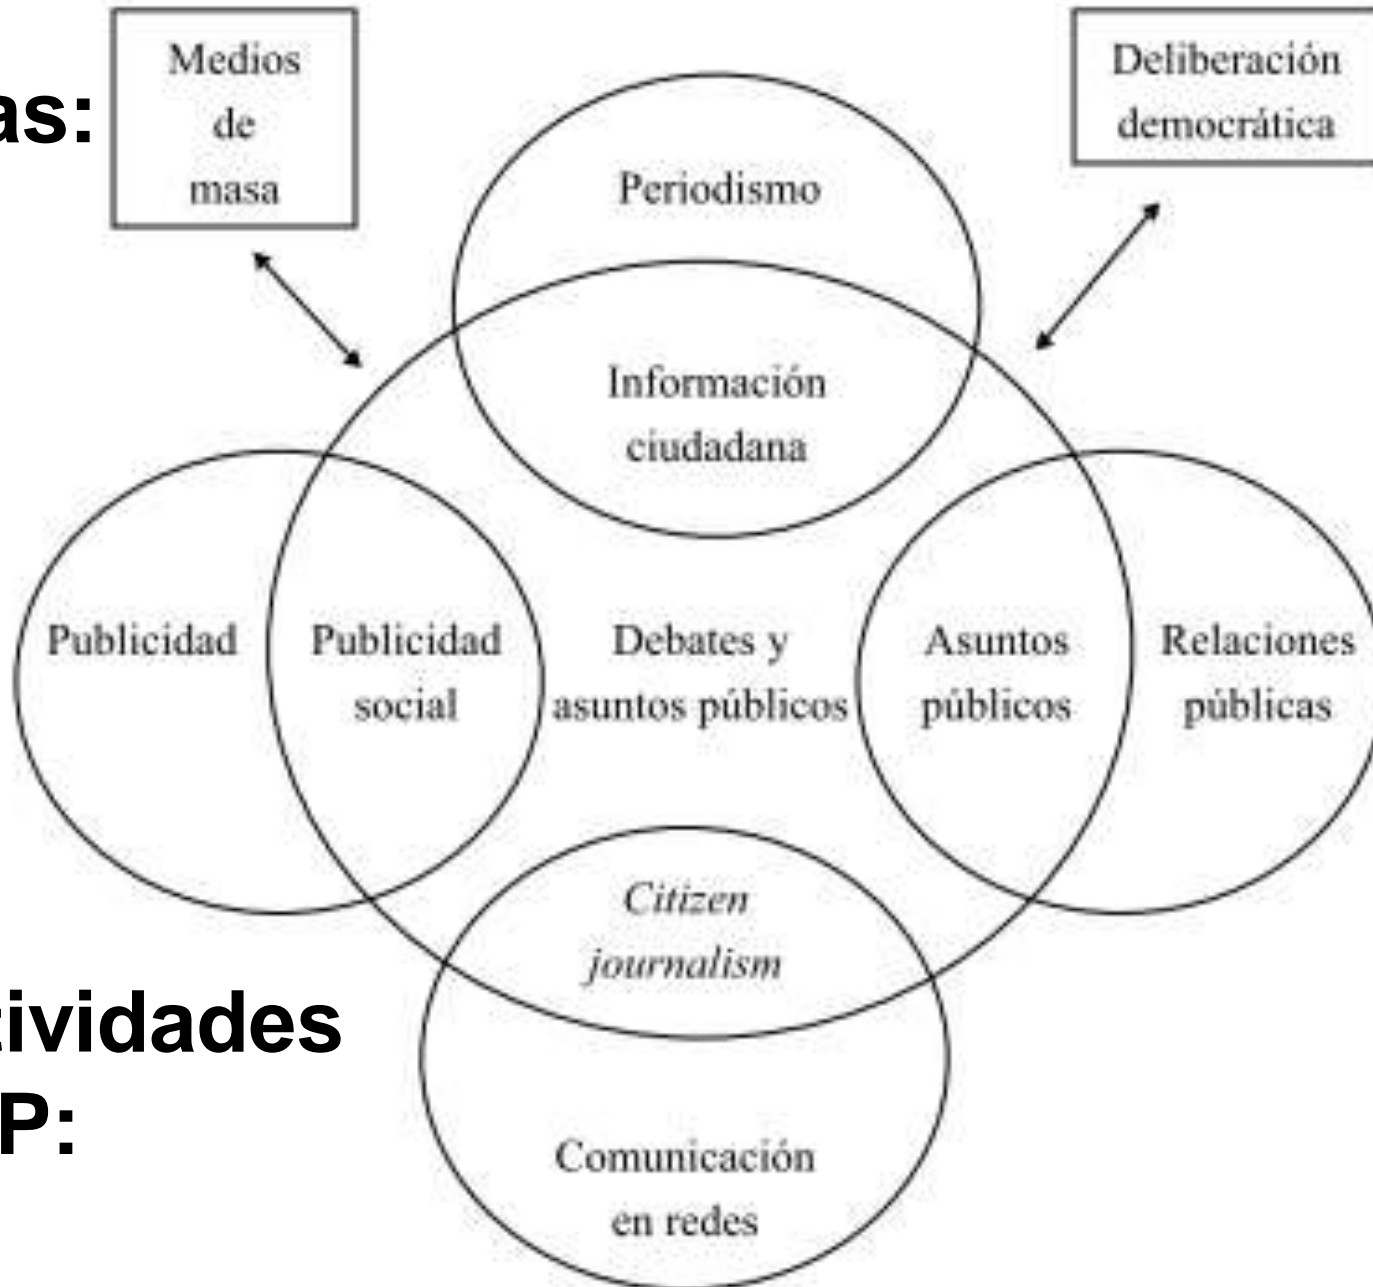 Medios
de
masa
as:
Deliberación
democrática
Periodismo
Información
ciudadana
Publicidad
Publicidad
social
Debates y
asuntos públicos
Asuntos
públicos
Relaciones
públicas
Citizen
journalism
tividades
P:
Comunicación
en redes